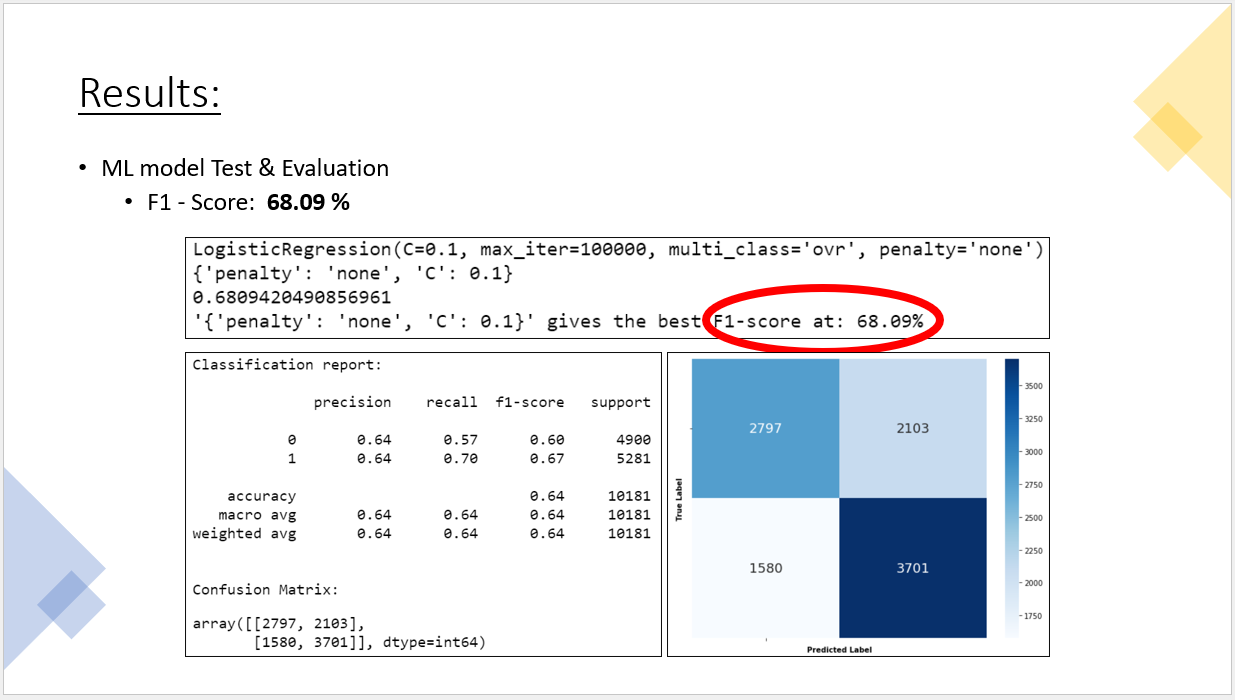 Results:
• ML model Test & Evaluation
• F1 - Score: 68.09 %
LogisticRegression(C=0.1, max_iter=100000, multi_class='ovr', penalty='none')
{'penalty': 'none', 'C': 0.1}
0.6809420490856961
'{'penalty': 'none', 'C': 0.1}' gives the best F1-score at: 68.09%
Classification report:
precision recall f1-score support
0 0.64 0.57 0.60 4900
1 0.64 0.70 0.67 5281
accuracy 0.64 10181
macro avg 0.64 0.64 0.64 10181
weighted avg 0.64 0.64 0.64 10181
Confusion Matrix:
array([[2797, 2103],
[1580, 3701]], dtype=int64)
True Label
2797 2103
1580 3701
Predicted Label
3500
3250
3000
2750
2500
2250
2000
1750